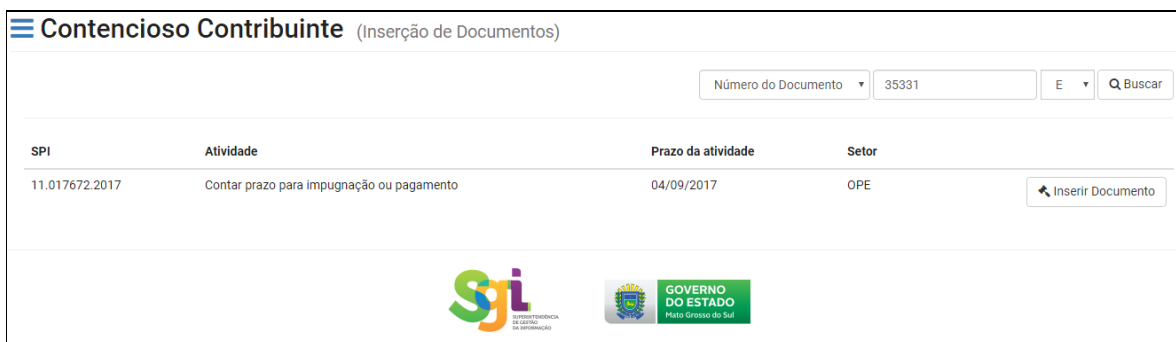 Contencioso Contribuinte (Inserção de Documentos)
Número do Documento 35331 E Buscar
SPI Atividade Prazo da atividade Setor
11.017672.2017 Contar prazo para impugnação ou pagamento 04/09/2017 OPE Inserir Documento
SgI
SUPERINTENDÊNCIA
DE GESTÃO
DA INFORMAÇÃO
GOVERNO
DO ESTADO
Mato Grosso do Sul